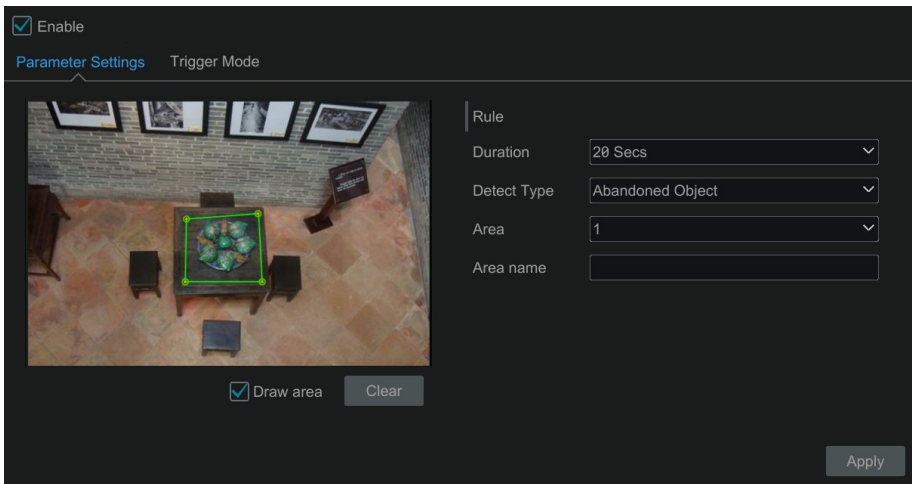 Enable
Parameter Settings
Trigger Mode
Rule
Duration
20 Secs
Detect Type
Abandoned Object
Area
1
Area name
Draw area
Clear
Apply